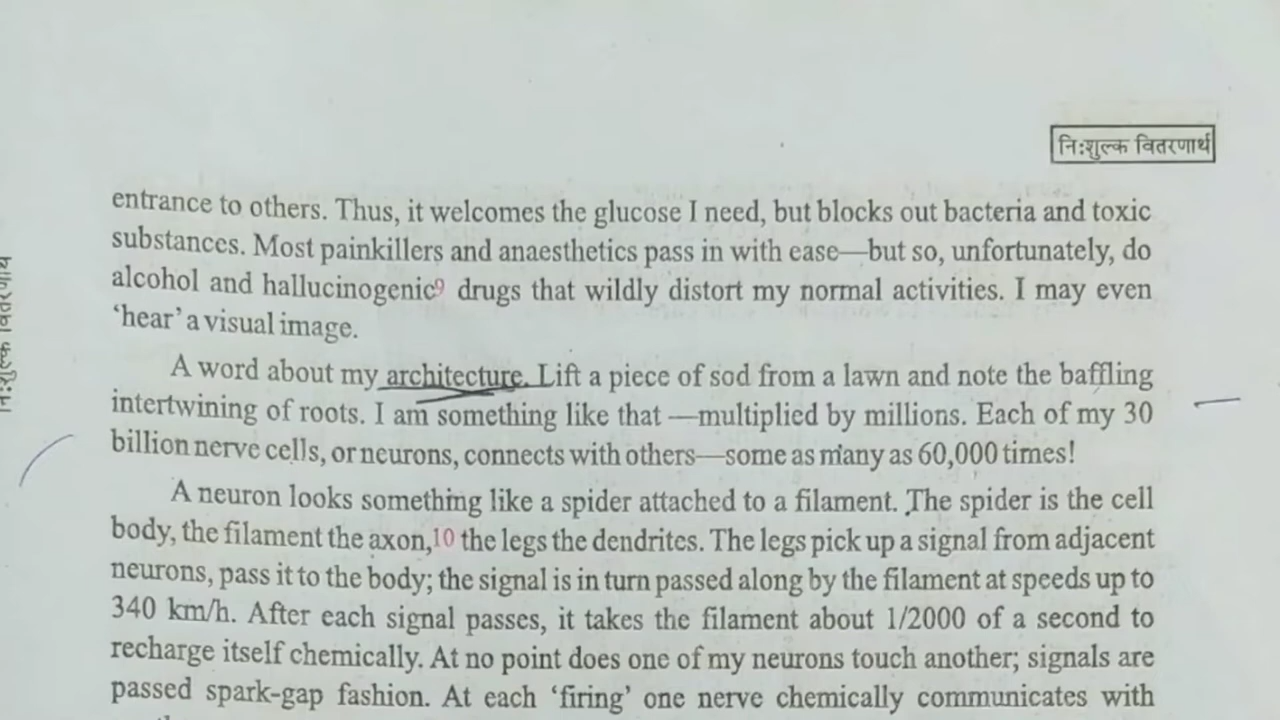 निःशुल्क वितरणार्थ
entrance to others. Thus, it welcomes the glucose I need, but blocks out bacteria and toxic
substances. Most painkillers and anaesthetics pass in with ease—but so, unfortunately, do
alcohol and hallucinogenic9 drugs that wildly distort my normal activities. I may even
‘hear’ a visual image.
A word about my architecture. Lift a piece of sod from a lawn and note the baffling
intertwining of roots. I am something like that —multiplied by millions. Each of my 30
billion nerve cells, or neurons, connects with others—some as many as 60,000 times!
A neuron looks something like a spider attached to a filament. The spider is the cell
body, the filament the axon,10 the legs the dendrites. The legs pick up a signal from adjacent
neurons, pass it to the body; the signal is in turn passed along by the filament at speeds up to
340 km/h. After each signal passes, it takes the filament about 1/2000 of a second to
recharge itself chemically. At no point does one of my neurons touch another; signals are
passed spark-gap fashion. At each ‘firing’ one nerve chemically communicates with